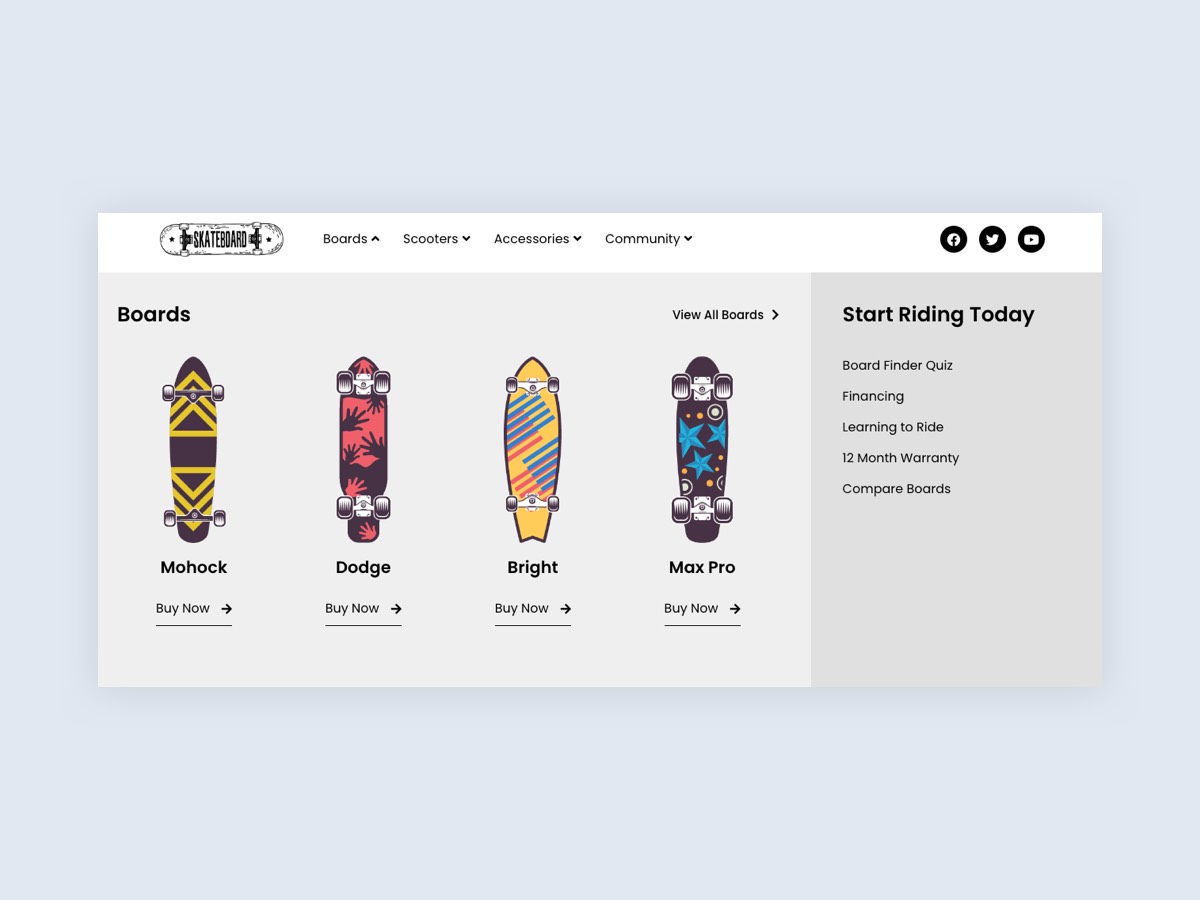 SKATEBOARD
Boards Scooters Accessories Community
Boards
View All Boards
Mohock Dodge Bright Max Pro
Buy Now Buy Now Buy Now Buy Now
Start Riding Today
Board Finder Quiz
Financing
Learning to Ride
12 Month Warranty
Compare Boards